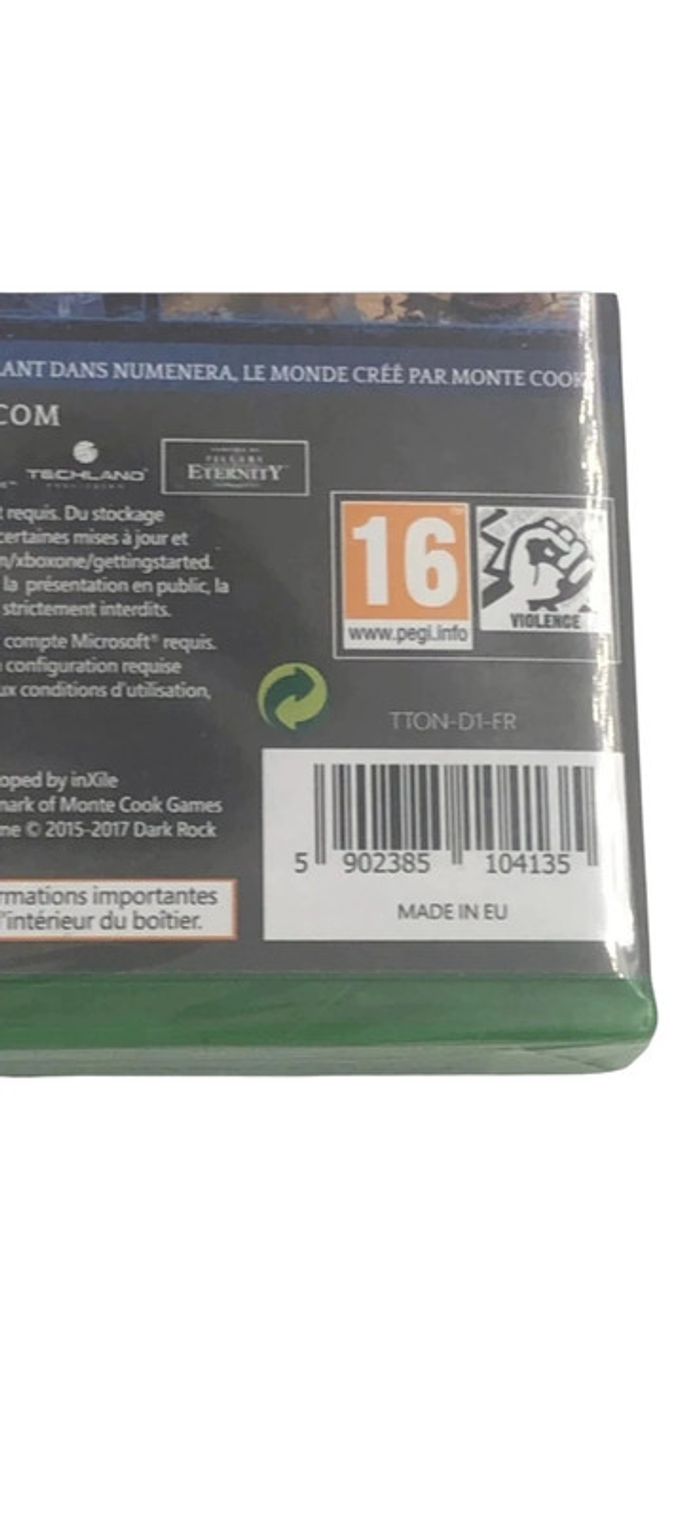 LANT DANS NUMENERA, LE MONDE CRÉÉ PAR MONTE COOK
COM
TECHLAND
PILLARS
ETERNITY
t requis. Du stockage
certaines mises à jour et
n/xboxone/gettingstarted.
la présentation en public, la
strictement interdits.
compte Microsoft® requis.
configuration requise
ux conditions d'utilisation,
16
www.pegi.info
VIOLENCE
TTON-D1-FR
oped by inXile
mark of Monte Cook Games
me © 2015-2017 Dark Rock
5 902385 104135
MADE IN EU
rmations importantes
l'intérieur du boîtier.